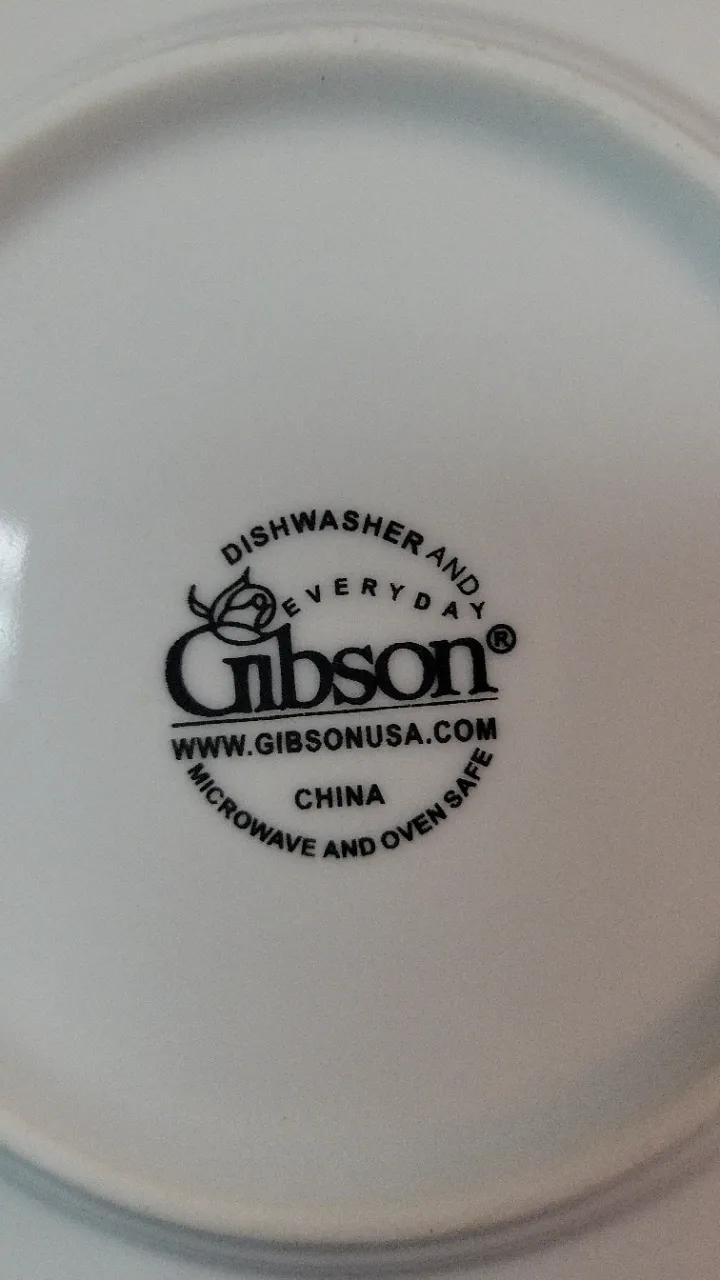 DISHWASHER AND
EVERYDAY
Gibson®
WWW.GIBSONUSA.COM
CHINA
MICROWAVE AND OVEN SAFE